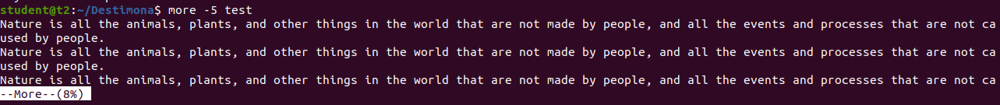 student@t2:~/Destimona$ more -5 test
Nature is all the animals, plants, and other things in the world that are not made by people, and all the events and processes that are not ca
used by people.
Nature is all the animals, plants, and other things in the world that are not made by people, and all the events and processes that are not ca
used by people.
Nature is all the animals, plants, and other things in the world that are not made by people, and all the events and processes that are not ca
--More--(8%)